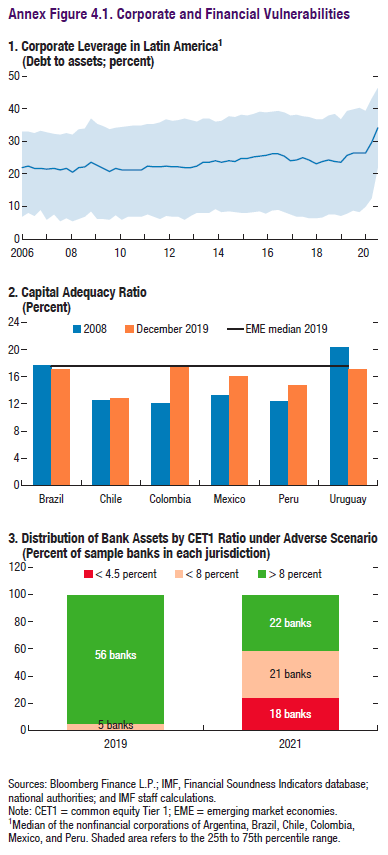 Annex Figure 4.1. Corporate and Financial Vulnerabilities
1. Corporate Leverage in Latin America1
(Debt to assets; percent)
50
40
30
20
10
0
2006 08 10 12 14 16 18 19 20
2. Capital Adequacy Ratio
(Percent)
2008 December 2019 EME median 2019
24
20
16
12
8
4
0
Brazil Chile Colombia Mexico Peru Uruguay
3. Distribution of Bank Assets by CET1 Ratio under Adverse Scenario
(Percent of sample banks in each jurisdiction)
< 4.5 percent < 8 percent > 8 percent
120
100
80
60
40
20
0
56 banks
5 banks
22 banks
21 banks
18 banks
2019 2021
Sources: Bloomberg Finance L.P.; IMF, Financial Soundness Indicators database;
national authorities; and IMF staff calculations.
Note: CET1 = common equity Tier 1; EME = emerging market economies.
1Median of the nonfinancial corporations of Argentina, Brazil, Chile, Colombia,
Mexico, and Peru. Shaded area refers to the 25th to 75th percentile range.